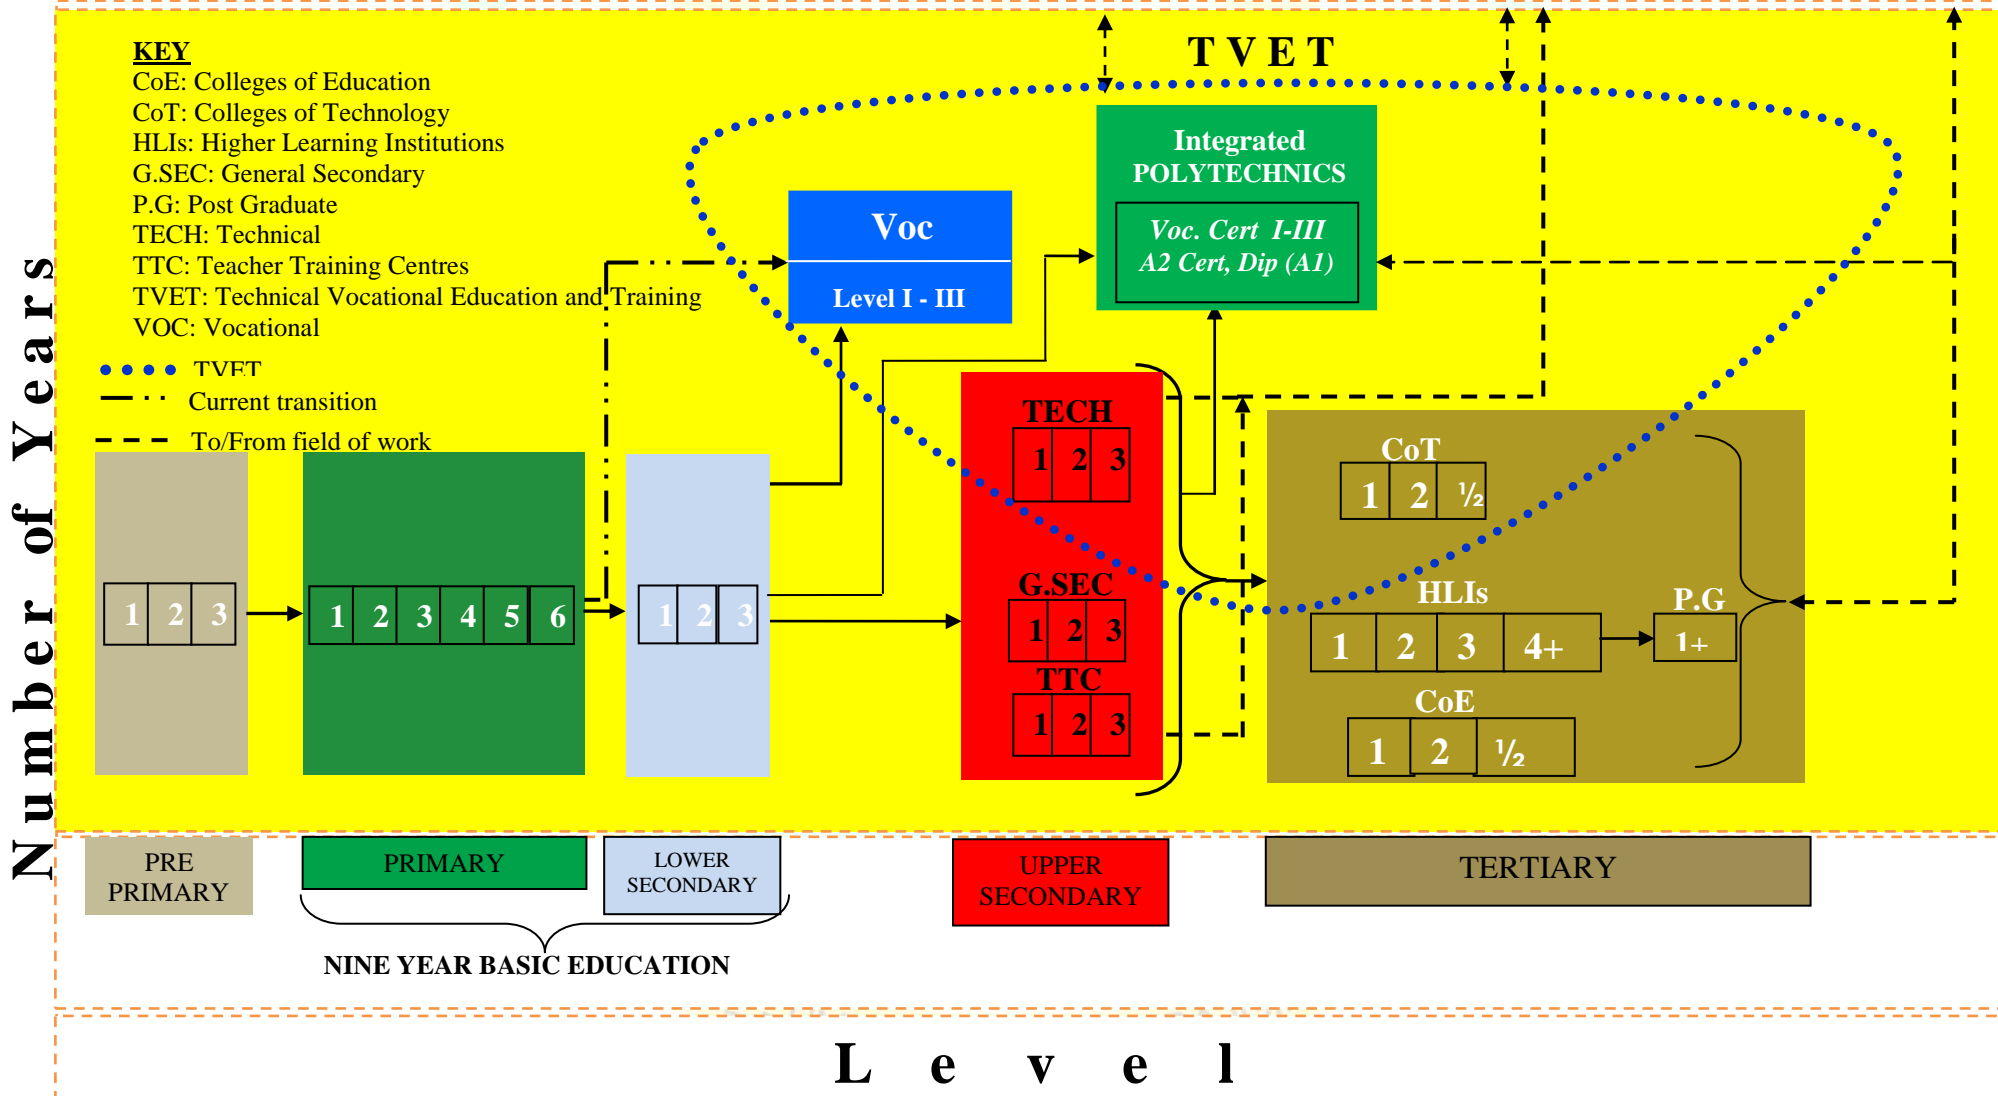 KEY
CoE: Colleges of Education
CoT: Colleges of Technology
HLIs: Higher Learning Institutions
G.SEC: General Secondary
P.G: Post Graduate
TECH: Technical
TTC: Teacher Training Centres
TVET: Technical Vocational Education and Training
VOC: Vocational
TVET
Current transition
To/From field of work
T V E T
Integrated
POLYTECHNICS
Voc. Cert I-III
A2 Cert, Dip (A1)
Voc
Level I - III
1 2 3
1 2 3 4 5 6
1 2 3
TECH
1 2 3
G.SEC
1 2 3
TTC
1 2 3
CoT
1 2 ½
HLIs
1 2 3 4+
P.G
1+
CoE
1 2 ½
Number of Years
PRE
PRIMARY
PRIMARY
LOWER
SECONDARY
UPPER
SECONDARY
TERTIARY
NINE YEAR BASIC EDUCATION
L e v e l